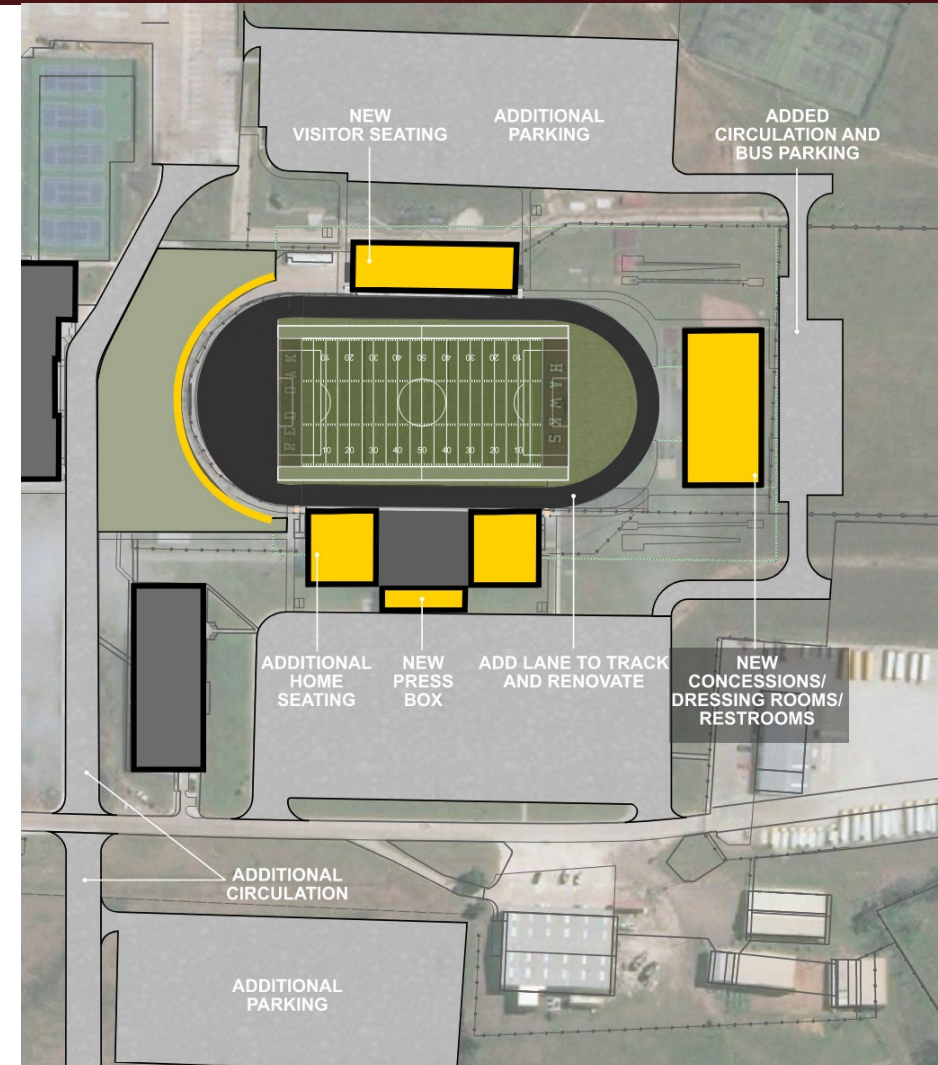 NEW
VISITOR SEATING
ADDITIONAL
PARKING
ADDED
CIRCULATION AND
BUS PARKING
10 20 30 40 50 40 30 20 10
RED OAK
HAWKS
10 20 30 40 50 40 30 20 10
ADDITIONAL
HOME
SEATING
NEW
PRESS
BOX
ADD LANE TO TRACK
AND RENOVATE
NEW
CONCESSIONS/
DRESSING ROOMS/
RESTROOMS
ADDITIONAL
CIRCULATION
ADDITIONAL
PARKING